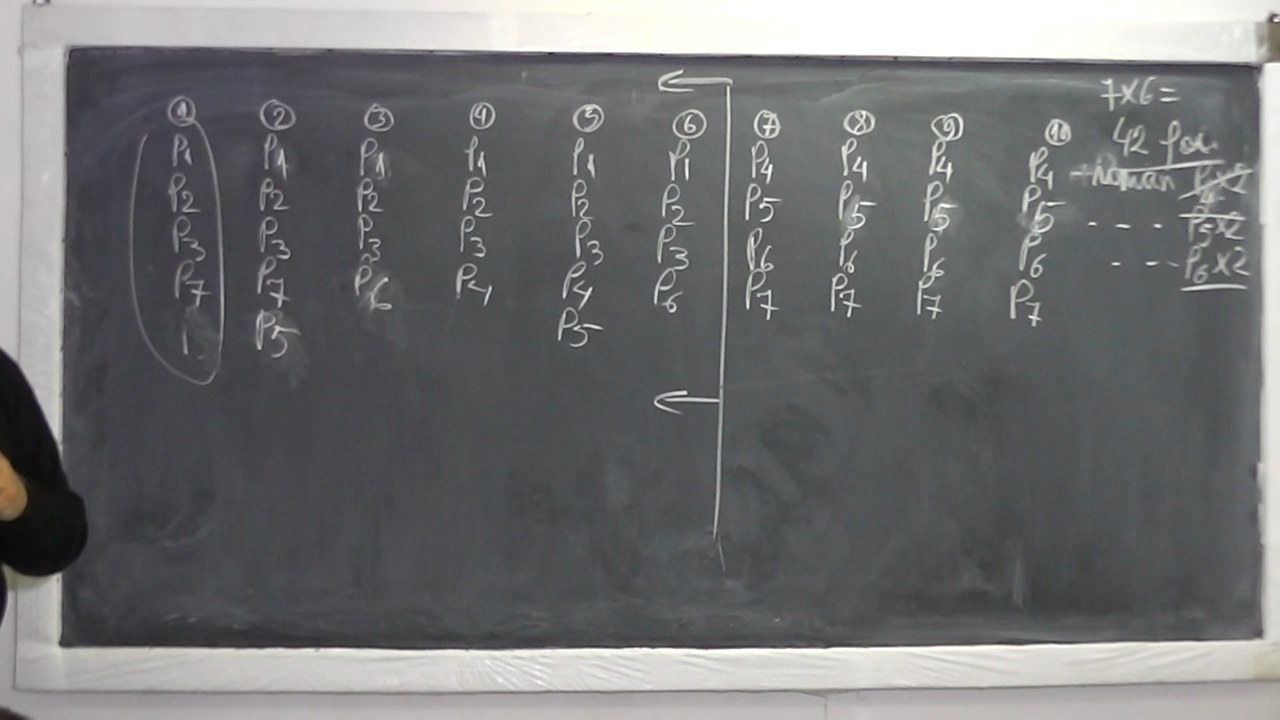 ① ② ③ ④ ⑤ ⑥ ⑦ ⑧ ⑨ ⑩
P1 P1 P1 P1 P1 P1 P4 P4 P4 P4
P2 P2 P2 P2 P2 P2 P5 P5 P5 P5
P3 P3 P3 P3 P3 P3 P6 P6 P6 P6
P7 P7 P6 P4 P4 P6 P7 P7 P7 P7
P5 P5
7x6=
42 foi
Raman P4x2
- - - P5x2
- - - P6x2